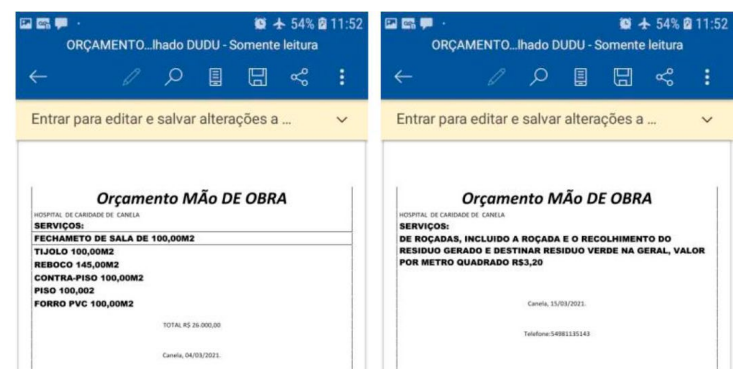 54% 11:52
ORÇAMENTO...lhado DUDU - Somente leitura
Entrar para editar e salvar alterações a ...
Orçamento MÃo DE OBRA
HOSPITAL DE CARIDADE DE CANELA
SERVIÇOS:
FECHAMETO DE SALA DE 100,00M2
TIJOLO 100,00M2
REBOCO 145,00M2
CONTRA-PISO 100,00M2
PISO 100,002
FORRO PVC 100,00M2
TOTAL R$ 26.000,00
Canela, 04/03/2021.
54% 11:52
ORÇAMENTO...lhado DUDU - Somente leitura
Entrar para editar e salvar alterações a ...
Orçamento MÃo DE OBRA
HOSPITAL DE CARIDADE DE CANELA
SERVIÇOS:
DE ROÇADAS, INCLUIDO A ROÇADA E O RECOLHIMENTO DO
RESIDUO GERADO E DESTINAR RESIDUO VERDE NA GERAL, VALOR
POR METRO QUADRADO R$3,20
Canela, 15/03/2021.
Telefone:54981135143